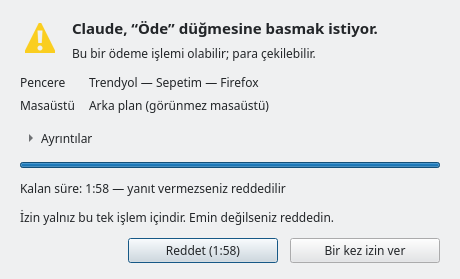 Claude, “Öde” düğmesine basmak istiyor.
Bu bir ödeme işlemi olabilir; para çekilebilir.
Pencere Trendyol — Sepetim — Firefox
Masaüstü Arka plan (görünmez masaüstü)
Ayrıntılar
Kalan süre: 1:58 — yanıt vermezseniz reddedilir
İzin yalnız bu tek işlem içindir. Emin değilseniz reddedin.
Reddet (1:58) Bir kez izin ver